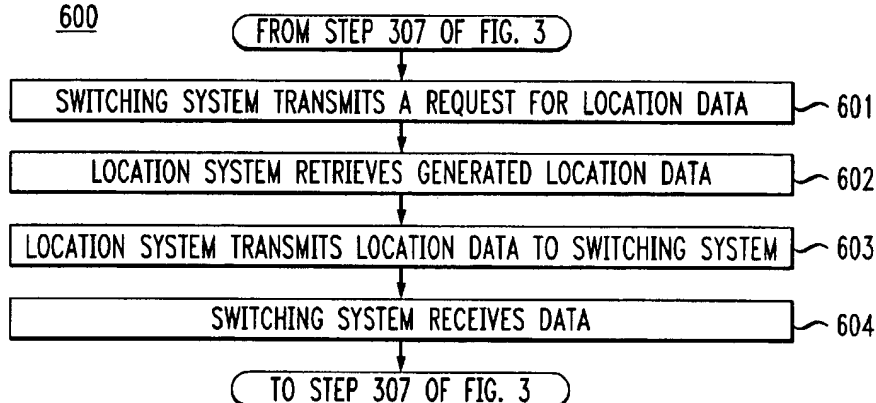 600
FROM STEP 307 OF FIG. 3
SWITCHING SYSTEM TRANSMITS A REQUEST FOR LOCATION DATA
601
LOCATION SYSTEM RETRIEVES GENERATED LOCATION DATA
602
LOCATION SYSTEM TRANSMITS LOCATION DATA TO SWITCHING SYSTEM
603
SWITCHING SYSTEM RECEIVES DATA
604
TO STEP 307 OF FIG. 3